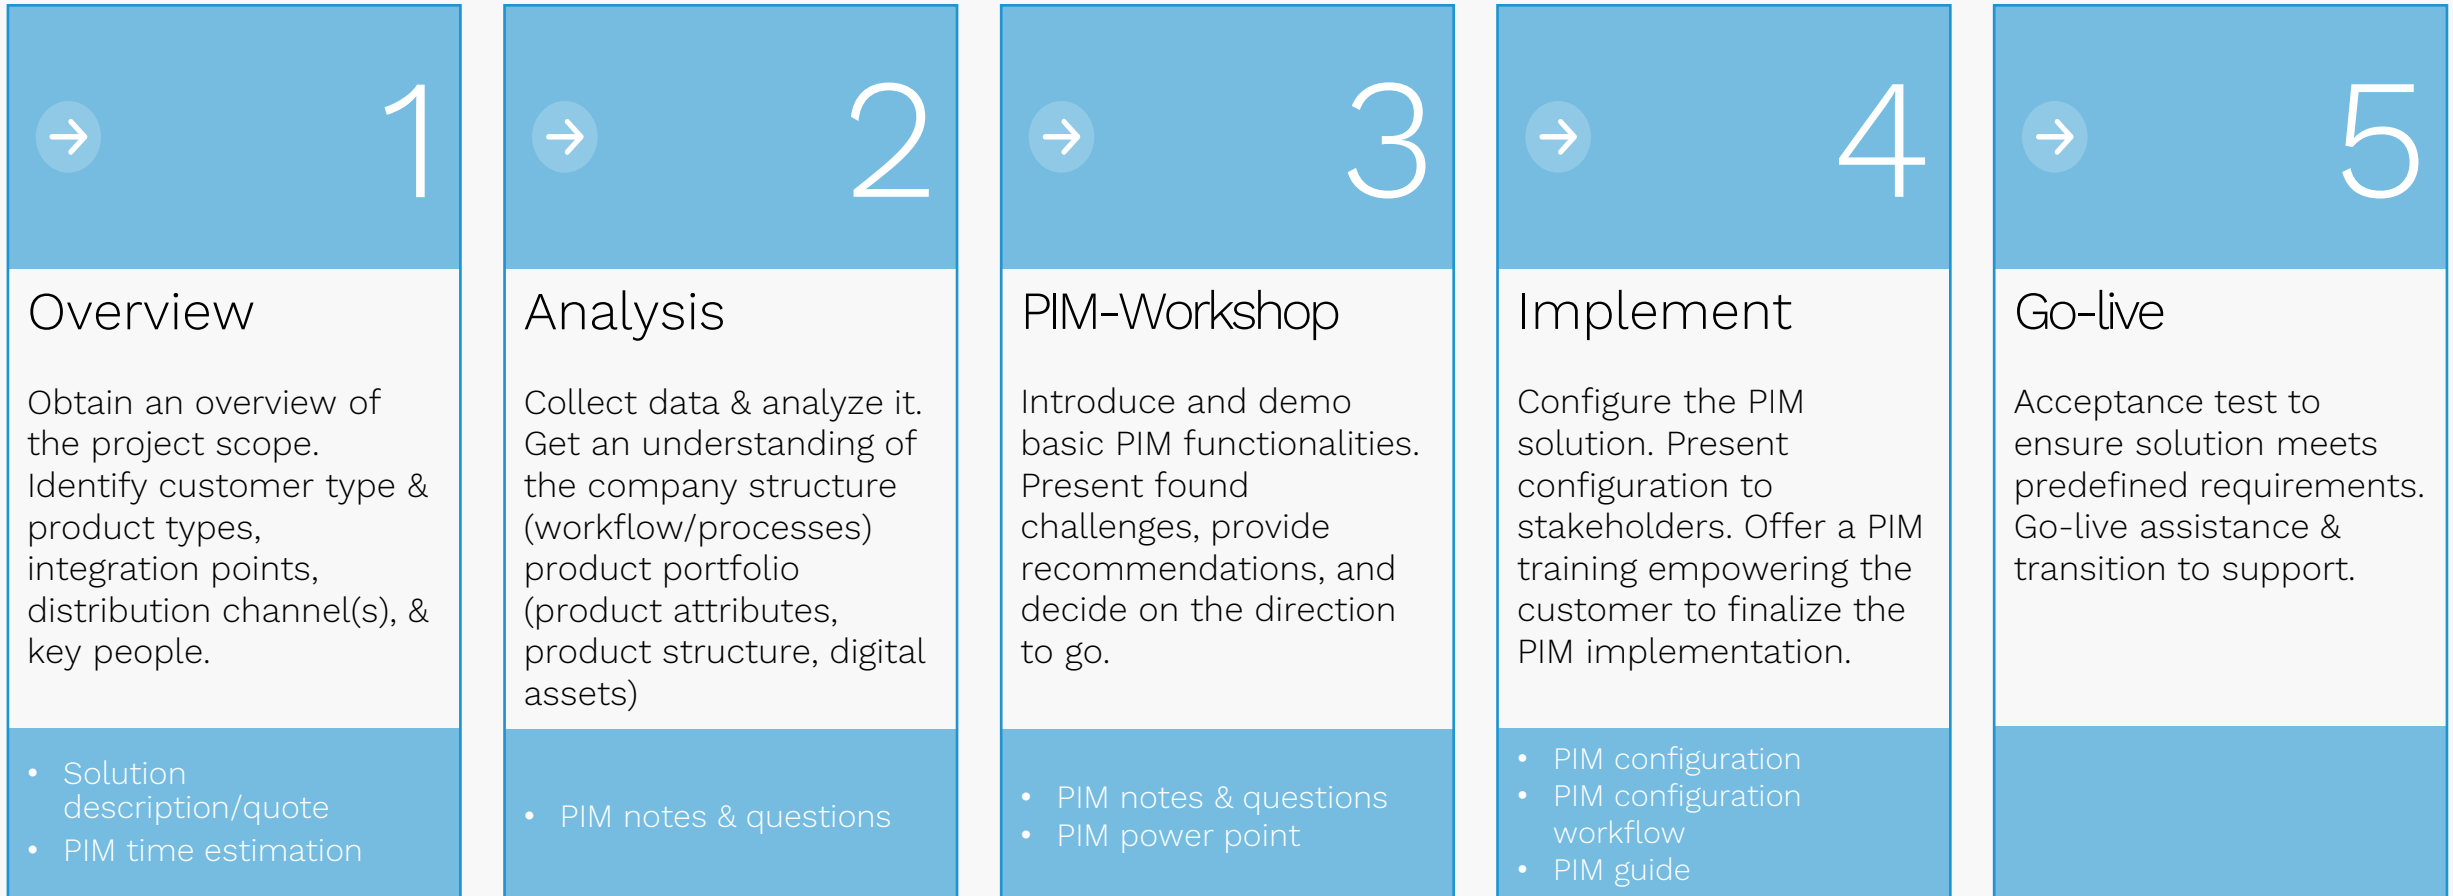 1
Overview
Obtain an overview of
the project scope.
Identify customer type &
product types,
integration points,
distribution channel(s), &
key people.
• Solution
description/quote
• PIM time estimation
2
Analysis
Collect data & analyze it.
Get an understanding of
the company structure
(workflow/processes)
product portfolio
(product attributes,
product structure, digital
assets)
• PIM notes & questions
3
PIM-Workshop
Introduce and demo
basic PIM functionalities.
Present found
challenges, provide
recommendations, and
decide on the direction
to go.
• PIM notes & questions
• PIM power point
4
Implement
Configure the PIM
solution. Present
configuration to
stakeholders. Offer a PIM
training empowering the
customer to finalize the
PIM implementation.
• PIM configuration
• PIM configuration
workflow
• PIM guide
5
Go-live
Acceptance test to
ensure solution meets
predefined requirements.
Go-live assistance &
transition to support.